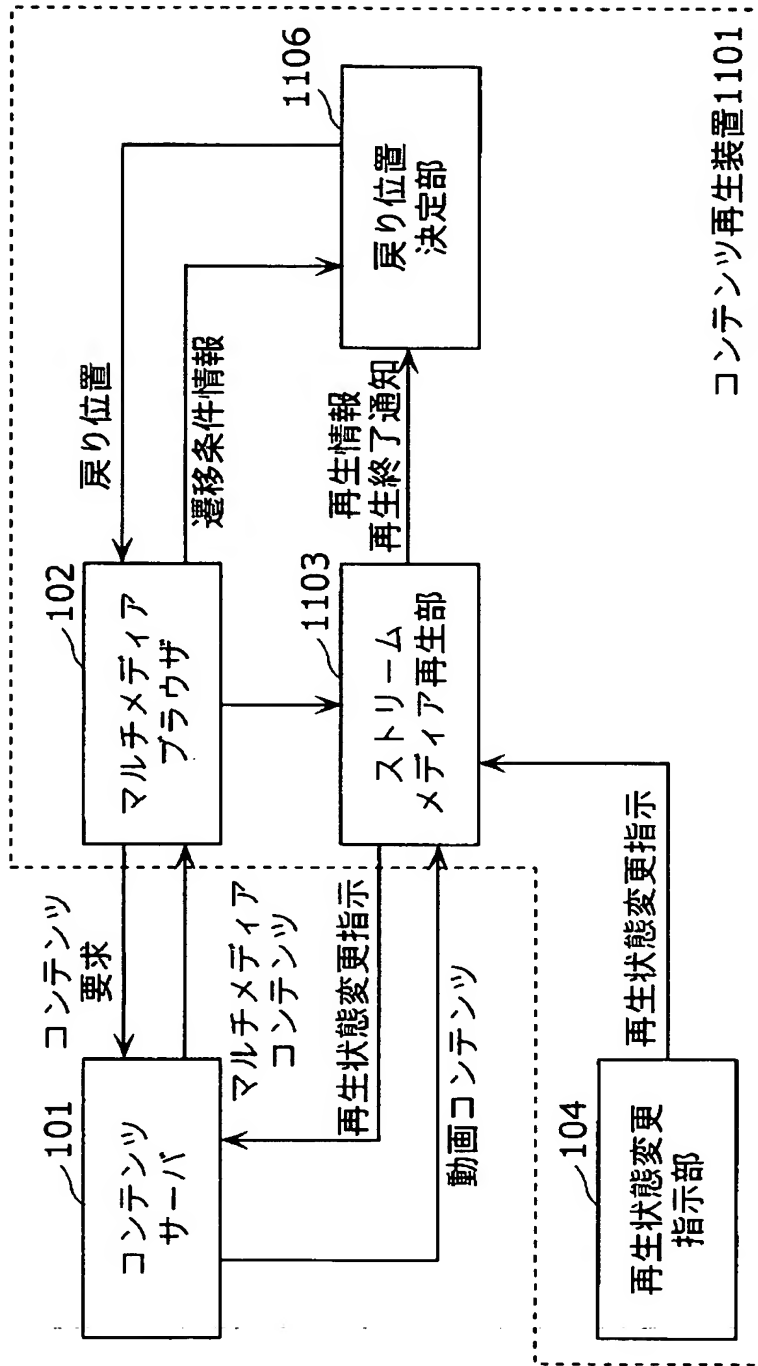 101
コンテンツ
サーバ
コンテンツ
要求
マルチメディア
コンテンツ
102
マルチメディア
ブラウザ
戻り位置
遷移条件情報
1106
戻り位置
決定部
再生状態変更指示
動画コンテンツ
1103
ストリーム
メディア再生部
再生情報
再生終了通知
104
再生状態変更
指示部
再生状態変更指示
コンテンツ再生装置1101